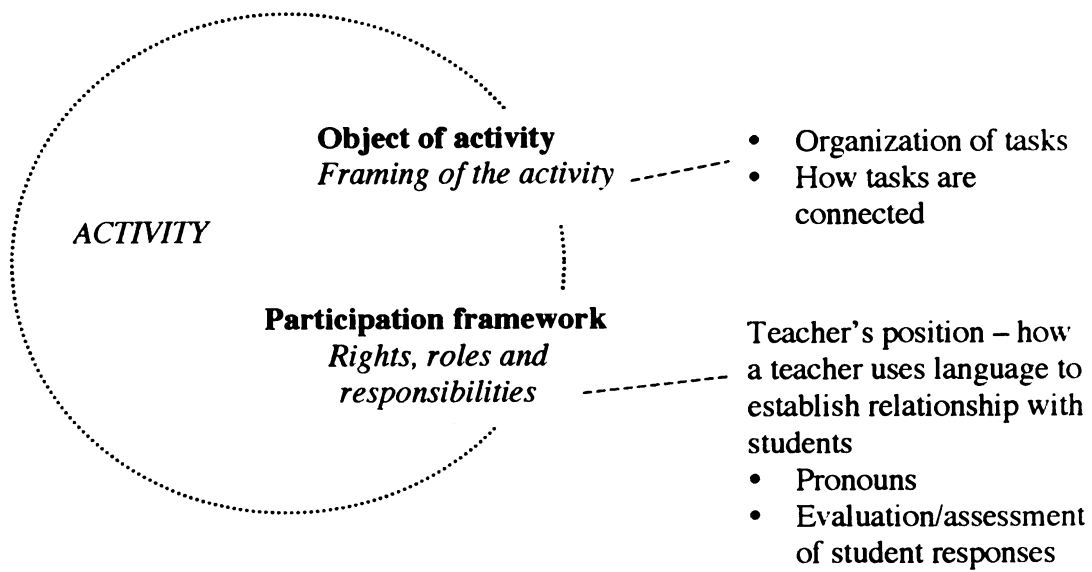 Object of activity
Framing of the activity
• Organization of tasks
• How tasks are
connected
ACTIVITY
Participation framework
Rights, roles and
responsibilities
Teacher's position – how
a teacher uses language to
establish relationship with
students
• Pronouns
• Evaluation/assessment
of student responses